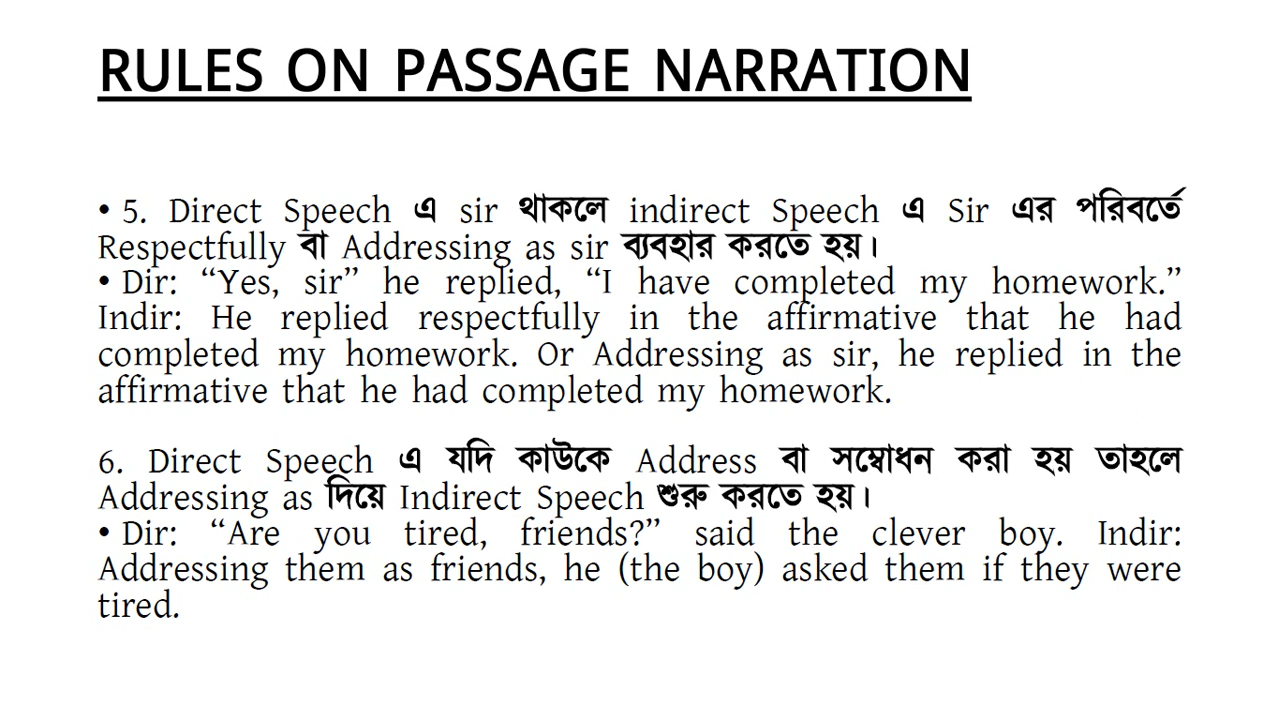 RULES ON PASSAGE NARRATION
• 5. Direct Speech এ sir থাকলে indirect Speech এ Sir এর পরিবর্তে
Respectfully বা Addressing as sir ব্যবহার করতে হয়।
• Dir: “Yes, sir” he replied, “I have completed my homework.”
Indir: He replied respectfully in the affirmative that he had
completed my homework. Or Addressing as sir, he replied in the
affirmative that he had completed my homework.
6. Direct Speech এ যদি কাউকে Address বা সম্বোধন করা হয় তাহলে
Addressing as দিয়ে Indirect Speech শুরু করতে হয়।
• Dir: “Are you tired, friends?” said the clever boy. Indir:
Addressing them as friends, he (the boy) asked them if they were
tired.